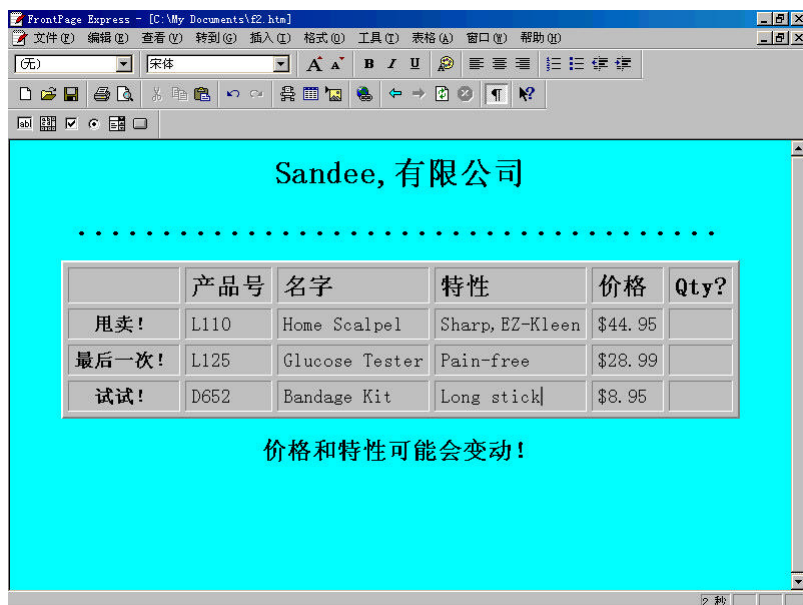 FrontPage Express - [C:\My Documents\f2.htm]
文件(F) 编辑(E) 查看(V) 转到(G) 插入(I) 格式(O) 工具(T) 表格(A) 窗口(W) 帮助(H)
(无) 宋体 A A B I U
Sandee,有限公司
产品号 名字 特性 价格 Qty?
甩卖! L110 Home Scalpel Sharp,EZ-Kleen $44.95
最后一次! L125 Glucose Tester Pain-free $28.99
试试! D652 Bandage Kit Long stick $8.95
价格和特性可能会变动!
2 秒